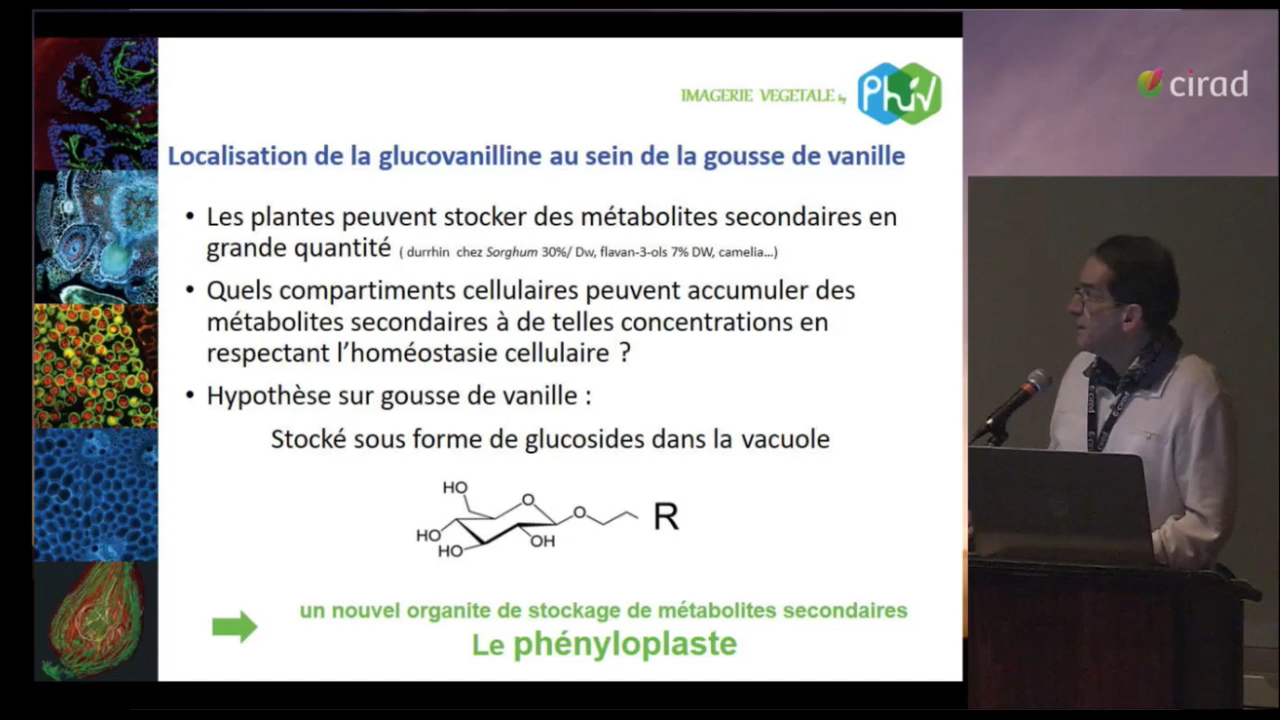 IMAGERIE VEGETALE by PhIV
cirad
Localisation de la glucovanilline au sein de la gousse de vanille
• Les plantes peuvent stocker des métabolites secondaires en
grande quantité ( durrhin chez Sorghum 30%/ Dw, flavan-3-ols 7% DW, camelia...)
• Quels compartiments cellulaires peuvent accumuler des
métabolites secondaires à de telles concentrations en
respectant l'homéostasie cellulaire ?
• Hypothèse sur gousse de vanille :
Stocké sous forme de glucosides dans la vacuole
HO
O
O
R
HO
HO
OH
un nouvel organite de stockage de métabolites secondaires
Le phényloplaste